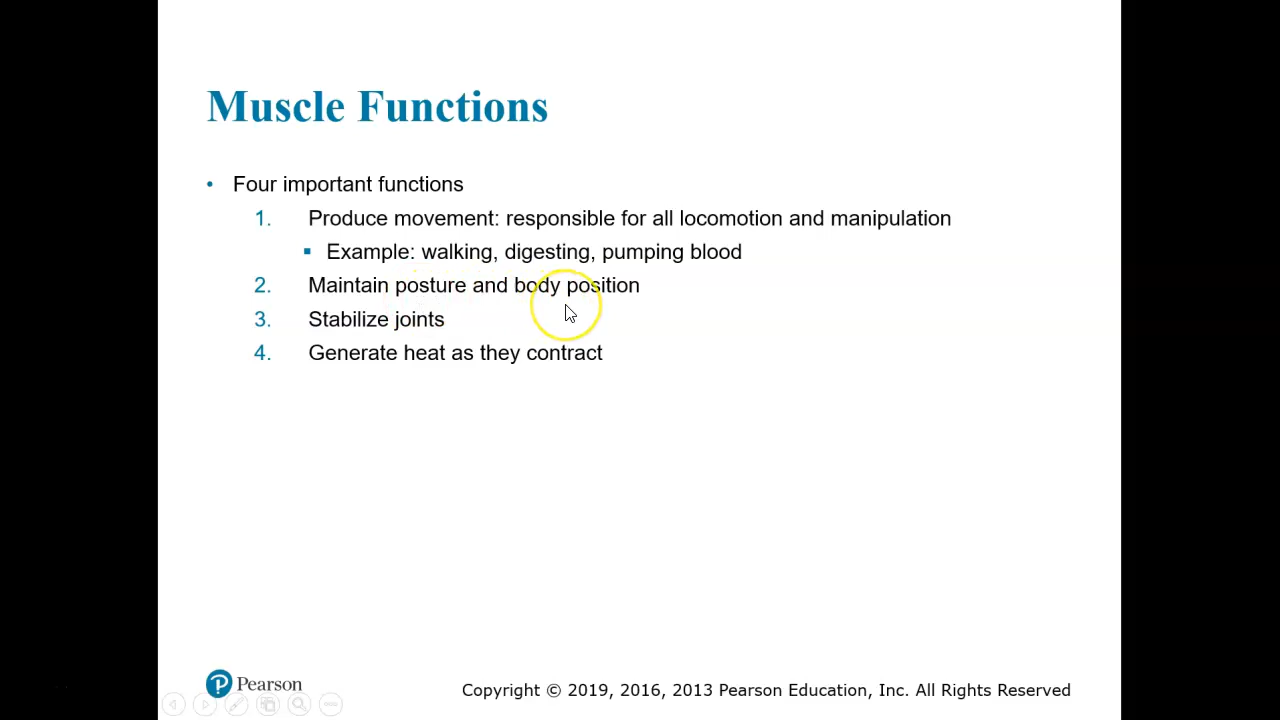 Muscle Functions
• Four important functions
1. Produce movement: responsible for all locomotion and manipulation
▪ Example: walking, digesting, pumping blood
2. Maintain posture and body position
3. Stabilize joints
4. Generate heat as they contract
P Pearson
Copyright © 2019, 2016, 2013 Pearson Education, Inc. All Rights Reserved